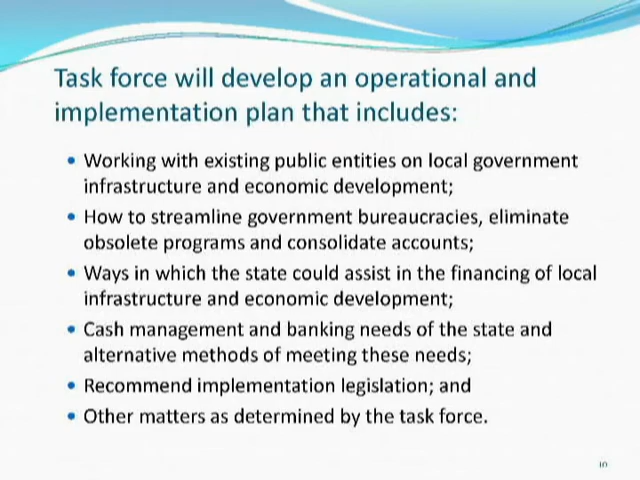 Task force will develop an operational and
implementation plan that includes:
• Working with existing public entities on local government
infrastructure and economic development;
• How to streamline government bureaucracies, eliminate
obsolete programs and consolidate accounts;
• Ways in which the state could assist in the financing of local
infrastructure and economic development;
• Cash management and banking needs of the state and
alternative methods of meeting these needs;
• Recommend implementation legislation; and
• Other matters as determined by the task force.
10